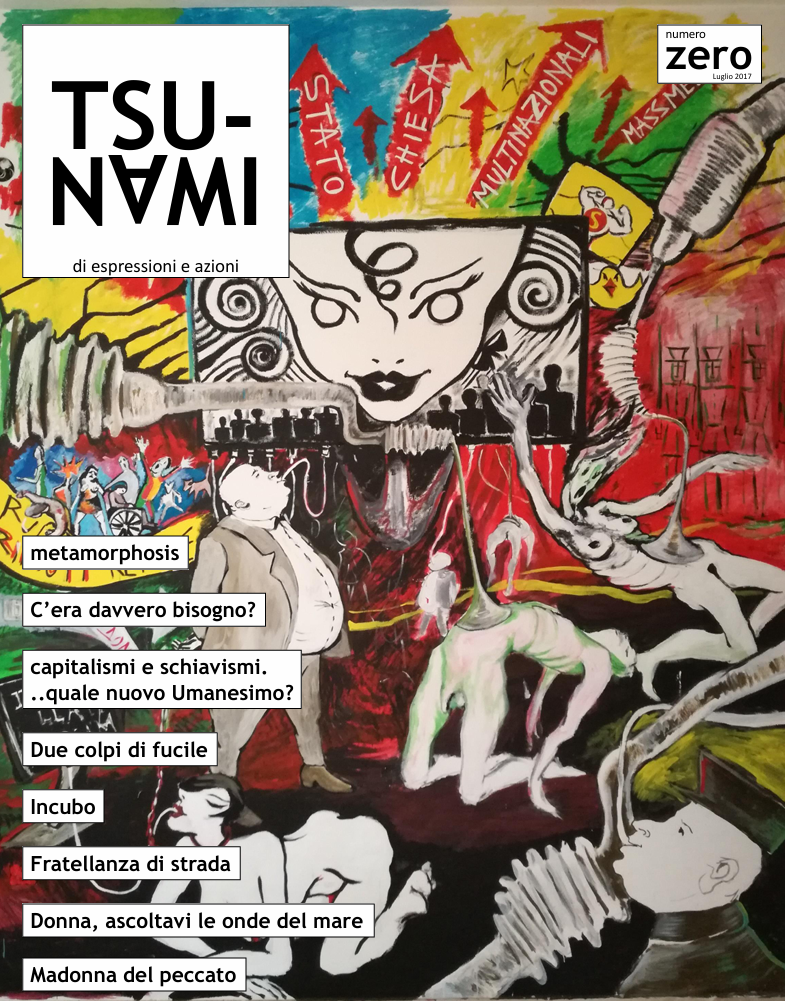 TSU-
NAMI
di espressioni e azioni
numero
zero
Luglio 2017
STATO
CHIESA
MULTINAZIONALI
S
metamorphosis
C’era davvero bisogno?
capitalismi e schiavismi.
..quale nuovo Umanesimo?
Due colpi di fucile
Incubo
Fratellanza di strada
Donna, ascoltavi le onde del mare
Madonna del peccato